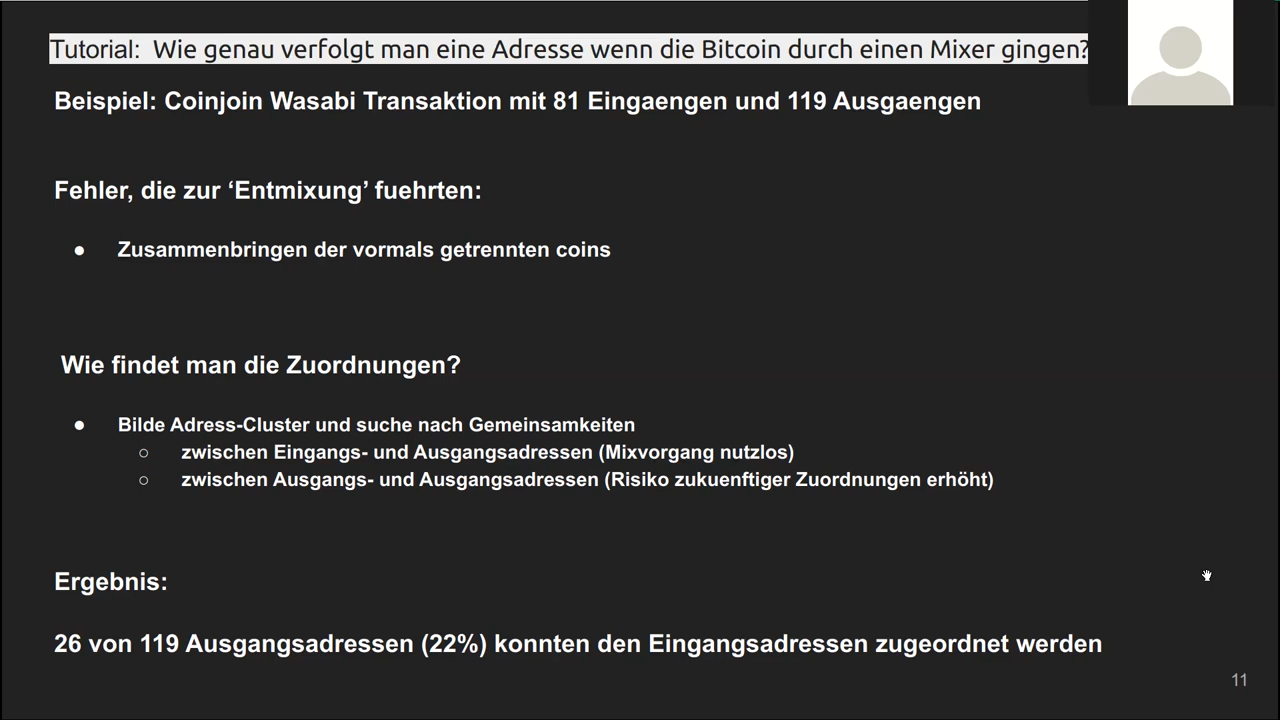 Tutorial: Wie genau verfolgt man eine Adresse wenn die Bitcoin durch einen Mixer gingen?
Beispiel: Coinjoin Wasabi Transaktion mit 81 Eingaengen und 119 Ausgaengen
Fehler, die zur ‘Entmixung’ fuehrten:
● Zusammenbringen der vormals getrennten coins
Wie findet man die Zuordnungen?
● Bilde Adress-Cluster und suche nach Gemeinsamkeiten
○ zwischen Eingangs- und Ausgangsadressen (Mixvorgang nutzlos)
○ zwischen Ausgangs- und Ausgangsadressen (Risiko zukuenftiger Zuordnungen erhöht)
Ergebnis:
26 von 119 Ausgangsadressen (22%) konnten den Eingangsadressen zugeordnet werden
11